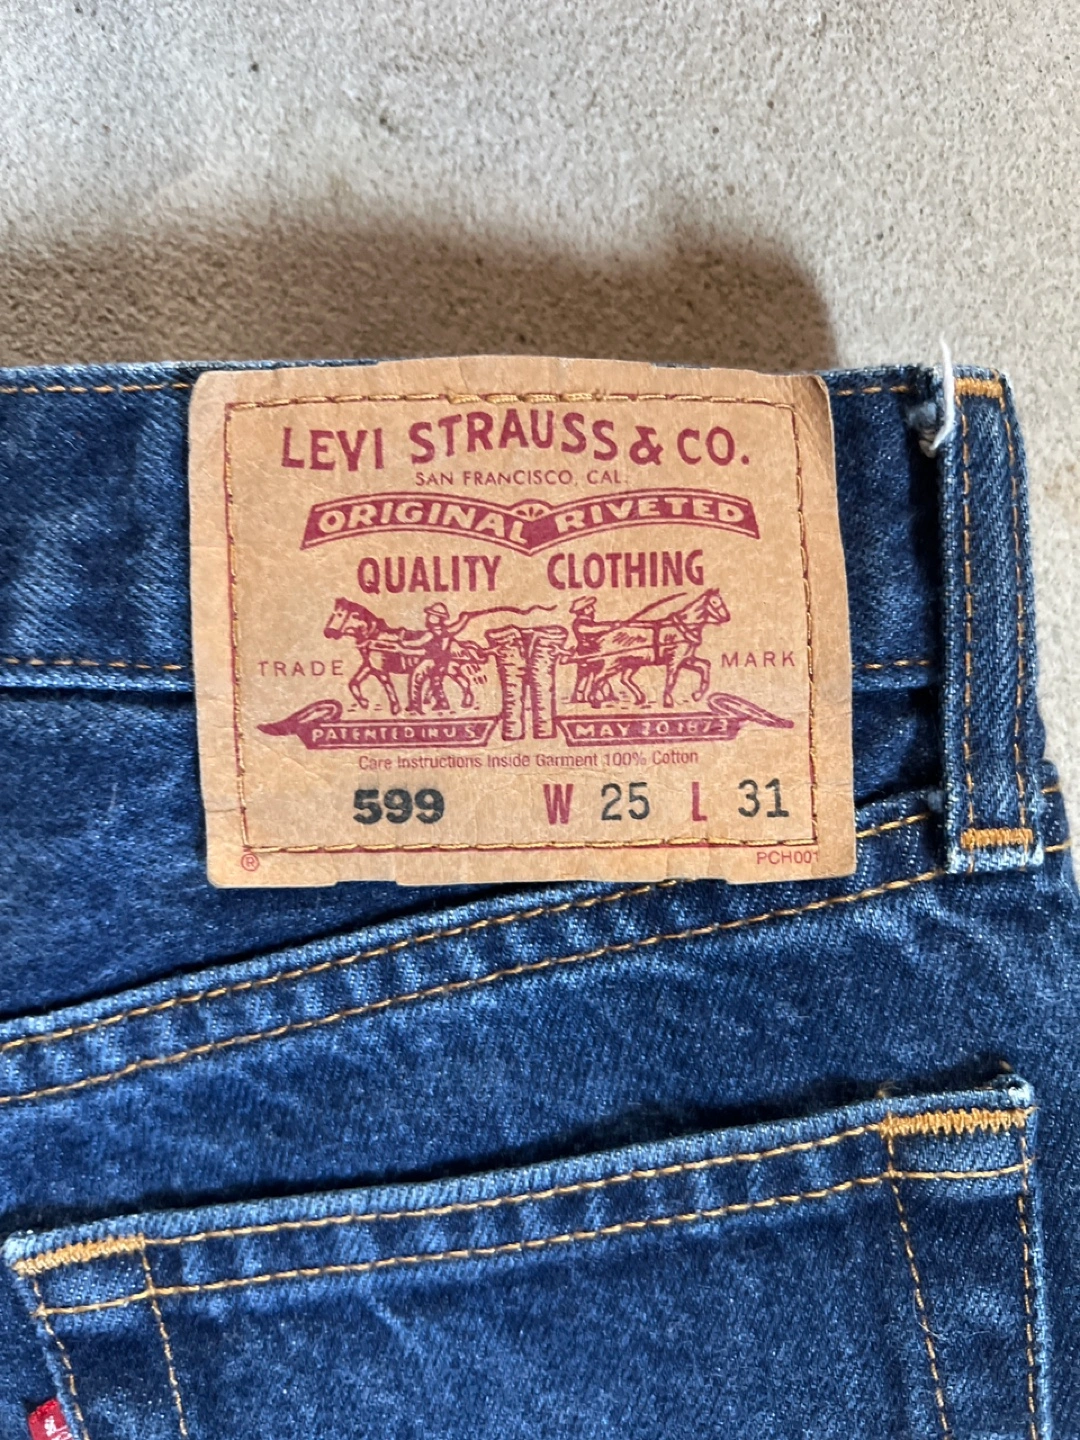 LEVI STRAUSS & CO.
SAN FRANCISCO, CAL.
ORIGINAL RIVETED
QUALITY CLOTHING
TRADE MARK
PATENTED IN U S MAY 20 1873
Care Instructions Inside Garment 100% Cotton
599 W 25 L 31
® PCH001